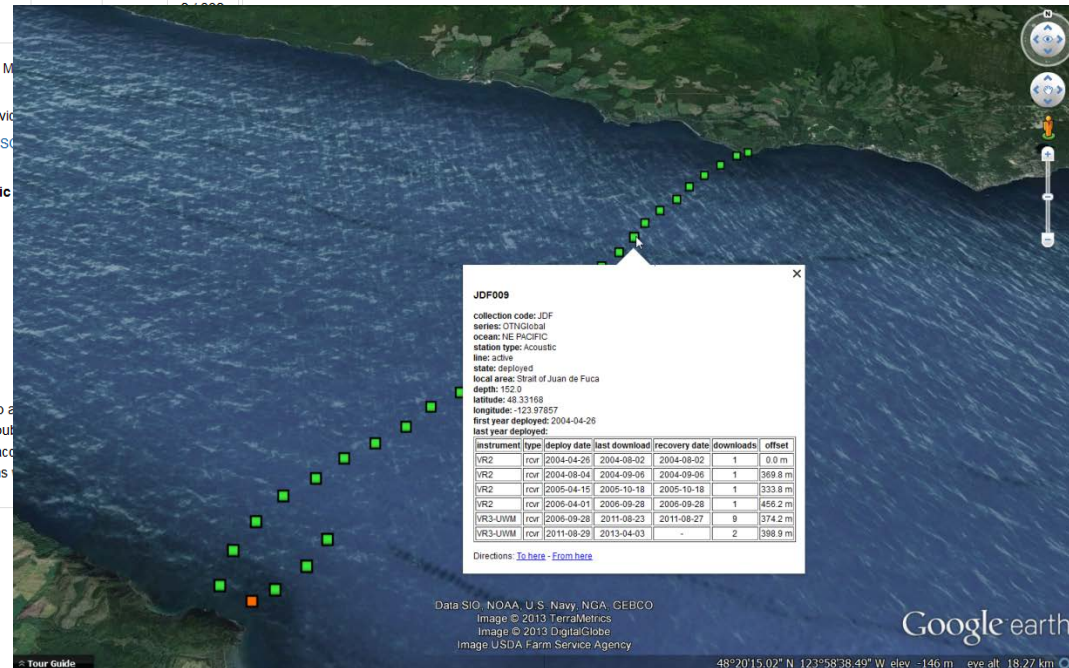 M
vic
SC
ic
N
JDF009
collection code: JDF
series: OTNGlobal
ocean: NE PACIFIC
station type: Acoustic
line: active
state: deployed
local area: Strait of Juan de Fuca
depth: 152.0
latitude: 48.33168
longitude: -123.97857
first year deployed: 2004-04-26
last year deployed:
instrument type deploy date last download recovery date downloads offset
VR2 rcvr 2004-04-26 2004-08-02 2004-08-02 1 0.0 m
VR2 rcvr 2004-08-04 2004-09-06 2004-09-06 1 369.8 m
VR2 rcvr 2005-04-15 2005-10-18 2005-10-18 1 333.8 m
VR2 rcvr 2006-04-01 2006-09-28 2006-09-28 1 456.2 m
VR3-UWM rcvr 2006-09-28 2011-08-23 2011-08-27 9 374.2 m
VR3-UWM rcvr 2011-08-29 2013-04-03 - 2 398.9 m
Directions: To here - From here
Data SIO, NOAA, U.S. Navy, NGA, GEBCO
Image © 2013 TerraMetrics
Image © 2013 DigitalGlobe
Image USDA Farm Service Agency
Google earth
Tour Guide
48°20'15.02" N 123°58'38.49" W elev -146 m eye alt 18.27 km